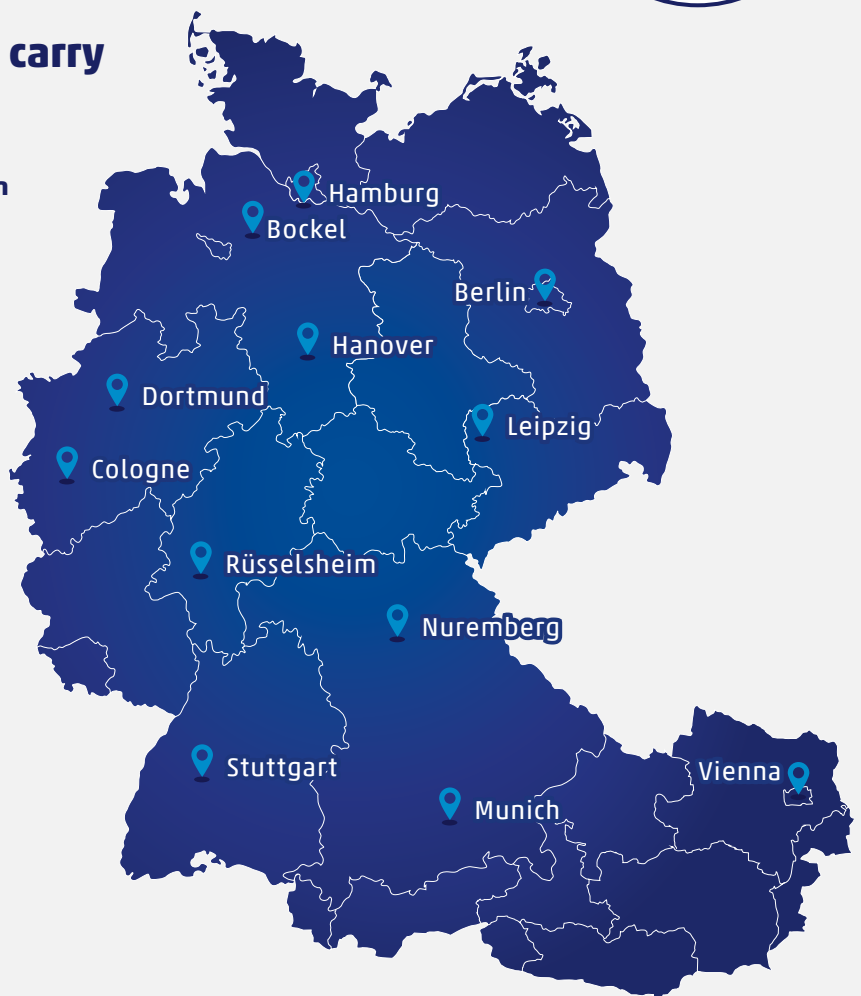 carry
n
Hamburg
Bockel
Berlin
Hanover
Dortmund
Leipzig
Cologne
Rüsselsheim
Nuremberg
Stuttgart
Vienna
Munich